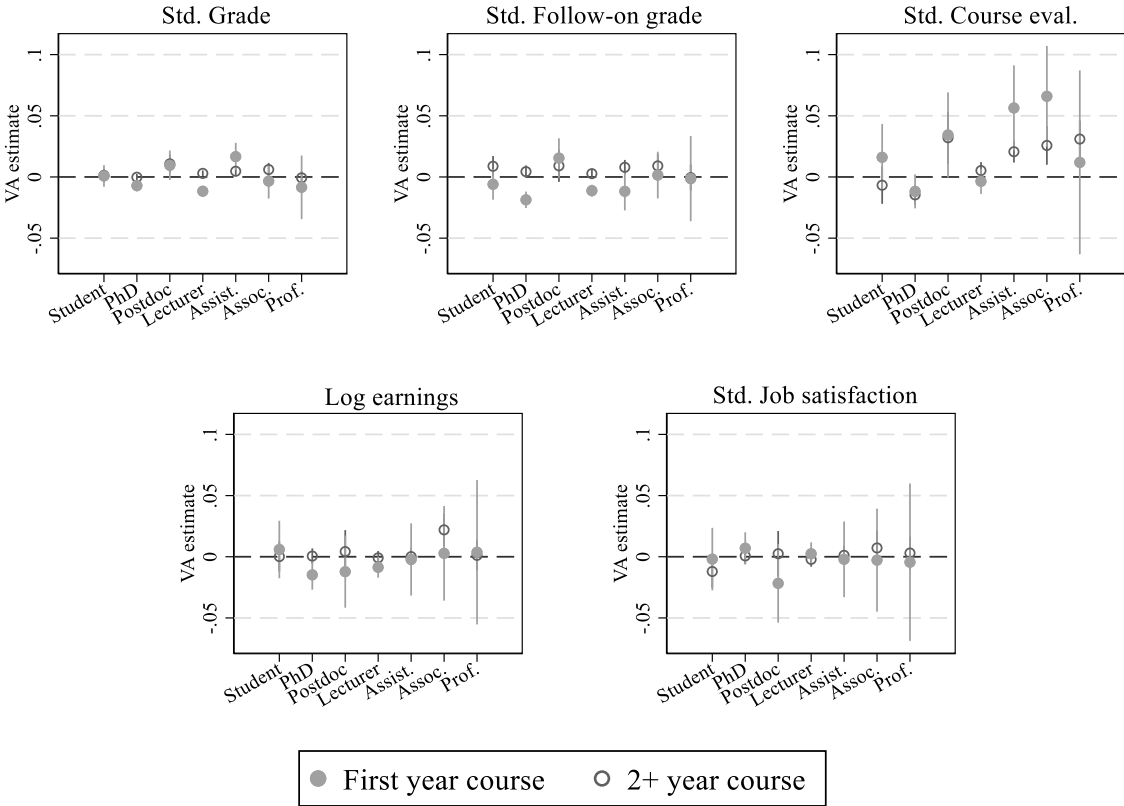 Std. Grade
VA estimate
.1
.05
0
-.05
Student
PhD
Postdoc
Lecturer
Assist.
Assoc.
Prof.
Std. Follow-on grade
VA estimate
.1
.05
0
-.05
Student
PhD
Postdoc
Lecturer
Assist.
Assoc.
Prof.
Std. Course eval.
VA estimate
.1
.05
0
-.05
Student
PhD
Postdoc
Lecturer
Assist.
Assoc.
Prof.
Log earnings
VA estimate
.1
.05
0
-.05
Student
PhD
Postdoc
Lecturer
Assist.
Assoc.
Prof.
Std. Job satisfaction
VA estimate
.1
.05
0
-.05
Student
PhD
Postdoc
Lecturer
Assist.
Assoc.
Prof.
First year course
2+ year course